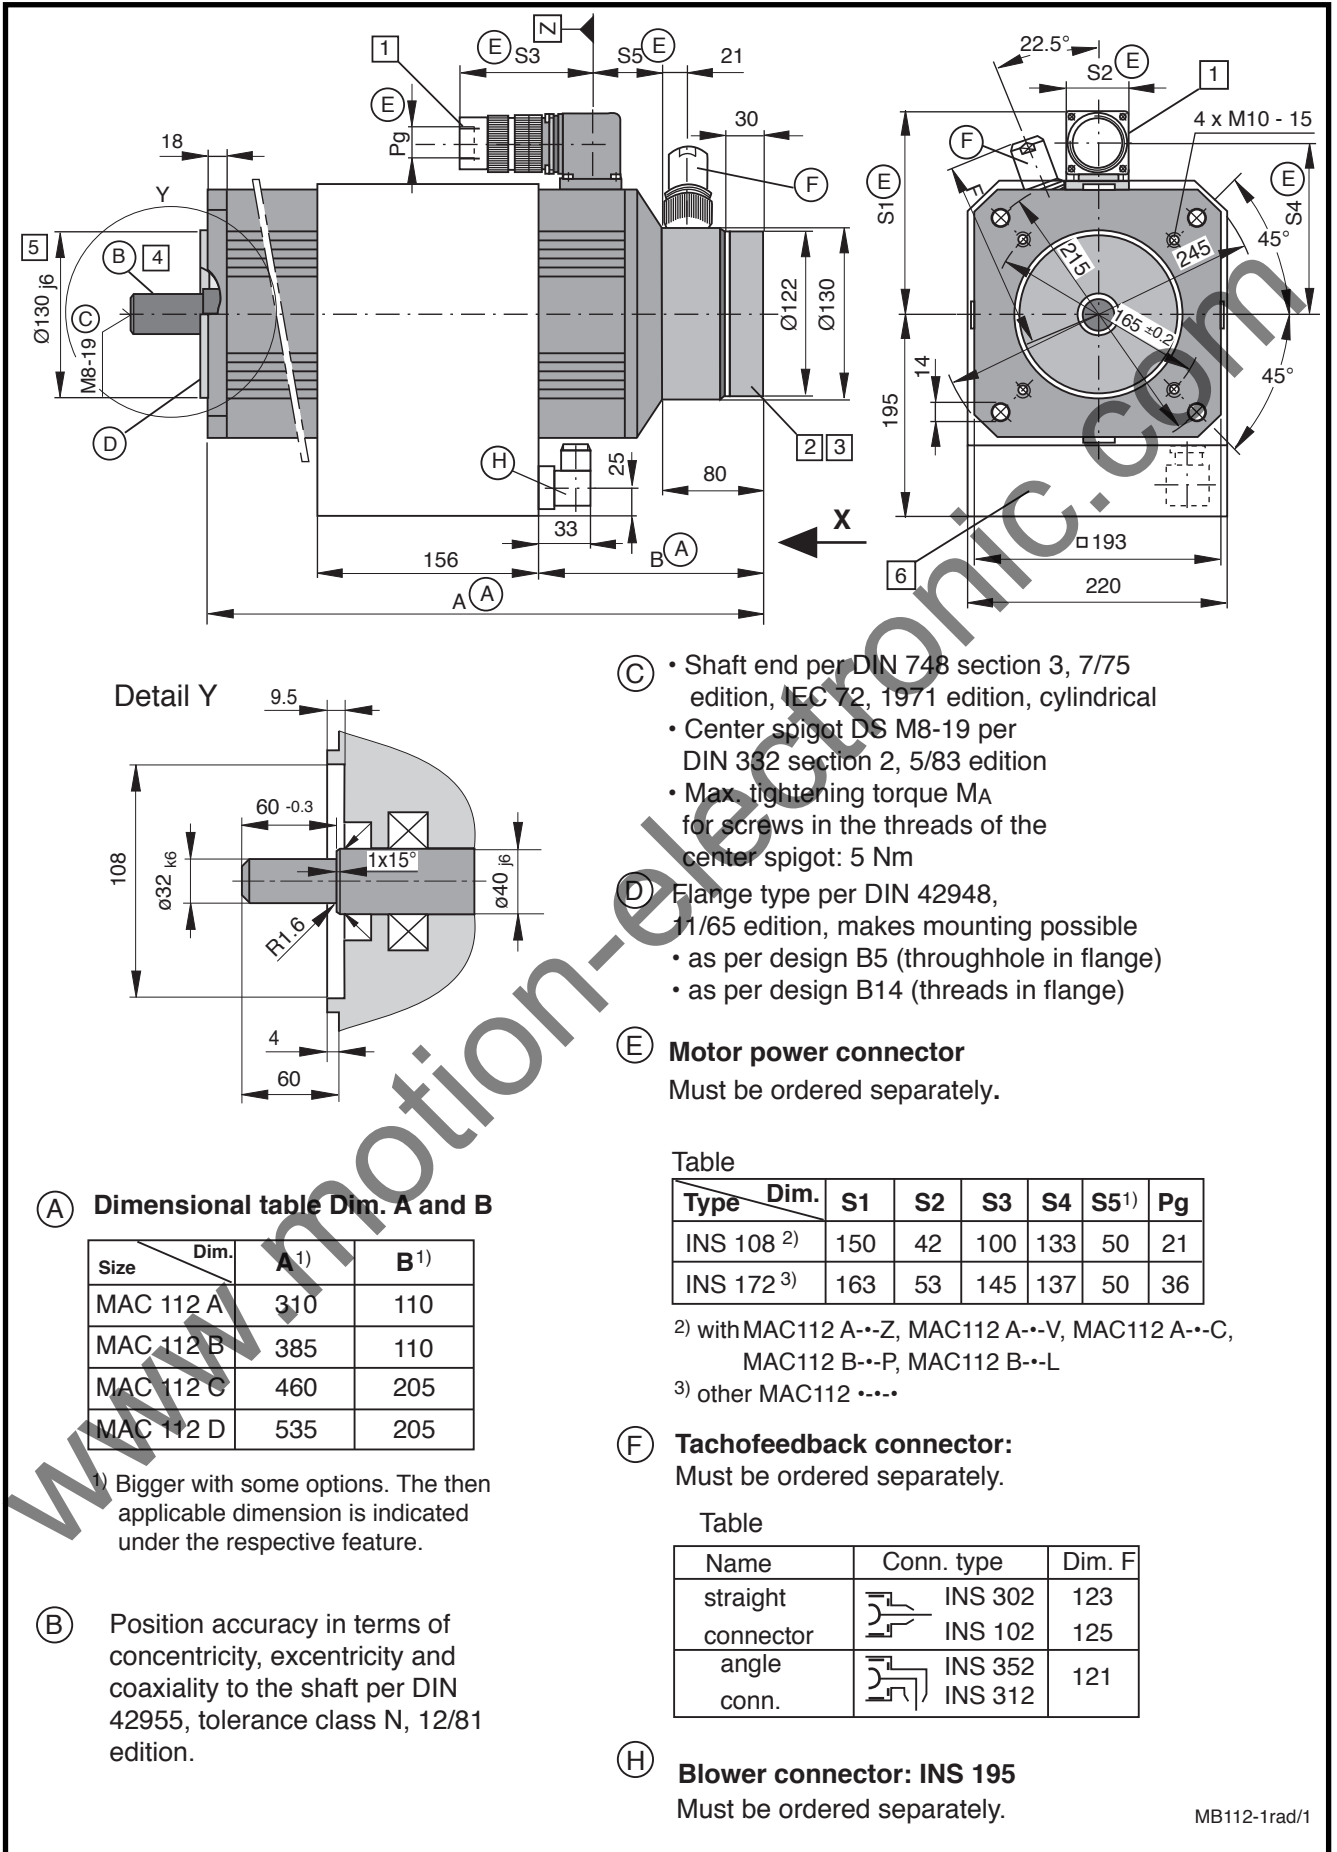 Z
1
E
S3
S5
E
21
22.5°
S2
E
1
E
Pg
30
4 x M10 - 15
18
F
F
E
S1
F
E
S4
Y
5
B
4
Ø130 j6
C
M8-19
Ø122
Ø130
215
245
45°
165 ±0.2
14
45°
195
D
H
25
2
3
80
33
X
156
B
A
A
A
6
□193
220
Detail Y
9.5
60 -0.3
108
ø32 k6
1x15°
ø40 j6
R1.6
4
60
C
• Shaft end per DIN 748 section 3, 7/75
edition, IEC 72, 1971 edition, cylindrical
• Center spigot DS M8-19 per
DIN 332 section 2, 5/83 edition
• Max. tightening torque MA
for screws in the threads of the
center spigot: 5 Nm
D
Flange type per DIN 42948,
11/65 edition, makes mounting possible
• as per design B5 (throughhole in flange)
• as per design B14 (threads in flange)
E
Motor power connector
Must be ordered separately.
Table
Type Dim. S1 S2 S3 S4 S5 1) Pg
INS 108 2) 150 42 100 133 50 21
INS 172 3) 163 53 145 137 50 36
2) with MAC112 A-•-Z, MAC112 A-•-V, MAC112 A-•-C,
MAC112 B-•-P, MAC112 B-•-L
3) other MAC112 •-•-•
A
Dimensional table Dim. A and B
Size Dim. A 1) B 1)
MAC 112 A 310 110
MAC 112 B 385 110
MAC 112 C 460 205
MAC 112 D 535 205
1) Bigger with some options. The then
applicable dimension is indicated
under the respective feature.
B
Position accuracy in terms of
concentricity, excentricity and
coaxiality to the shaft per DIN
42955, tolerance class N, 12/81
edition.
F
Tachofeedback connector:
Must be ordered separately.
Table
Name Conn. type Dim. F
straight INS 302 123
connector INS 102 125
angle INS 352 121
conn. INS 312
H
Blower connector: INS 195
Must be ordered separately.
MB112-1rad/1
www.motion-electronic.com